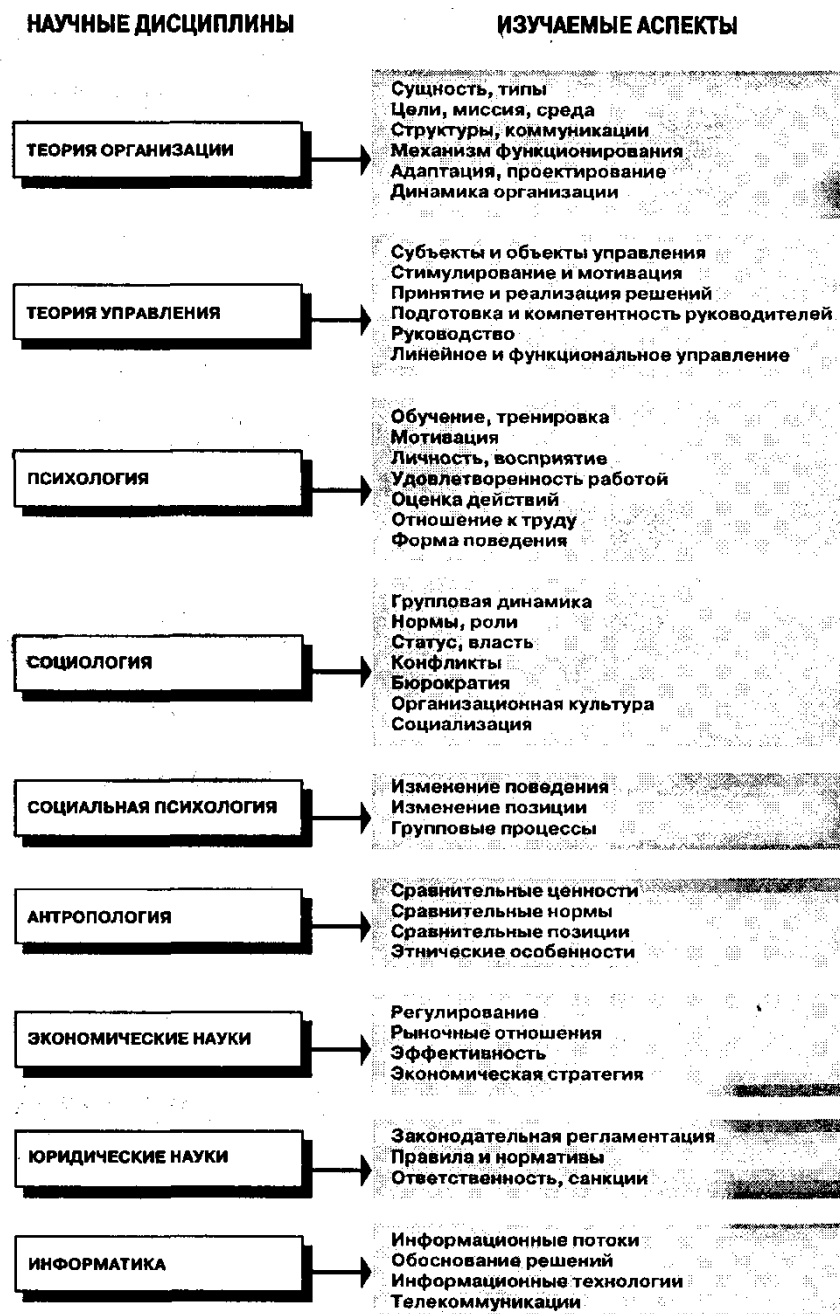 НАУЧНЫЕ ДИСЦИПЛИНЫ
ИЗУЧАЕМЫЕ АСПЕКТЫ
ТЕОРИЯ ОРГАНИЗАЦИИ
Сущность, типы
Цели, миссия, среда
Структуры, коммуникации
Механизм функционирования
Адаптация, проектирование
Динамика организации
ТЕОРИЯ УПРАВЛЕНИЯ
Субъекты и объекты управления
Стимулирование и мотивация
Принятие и реализация решений
Подготовка и компетентность руководителей
Руководство
Линейное и функциональное управление
ПСИХОЛОГИЯ
Обучение, тренировка
Мотивация
Личность, восприятие
Удовлетворенность работой
Оценка действий
Отношение к труду
Форма поведения
СОЦИОЛОГИЯ
Групповая динамика
Нормы, роли
Статус, власть
Конфликты
Бюрократия
Организационная культура
Социализация
СОЦИАЛЬНАЯ ПСИХОЛОГИЯ
Изменение поведения
Изменение позиции
Групповые процессы
АНТРОПОЛОГИЯ
Сравнительные ценности
Сравнительные нормы
Сравнительные позиции
Этнические особенности
ЭКОНОМИЧЕСКИЕ НАУКИ
Регулирование
Рыночные отношения
Эффективность
Экономическая стратегия
ЮРИДИЧЕСКИЕ НАУКИ
Законодательная регламентация
Правила и нормативы
Ответственность, санкции
ИНФОРМАТИКА
Информационные потоки
Обоснование решений
Информационные технологии
Телекоммуникации